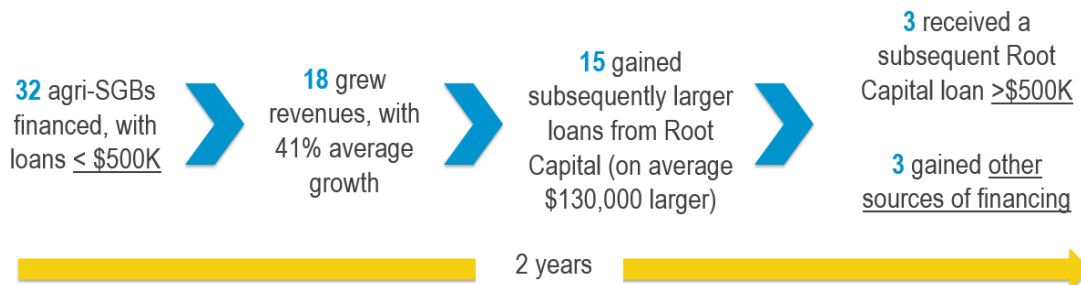 32 agri-SGBs
financed, with
loans < $500K
18 grew
revenues, with
41% average
growth
15 gained
subsequently larger
loans from Root
Capital (on average
$130,000 larger)
3 received a
subsequent Root
Capital loan >$500K
3 gained other
sources of financing
2 years